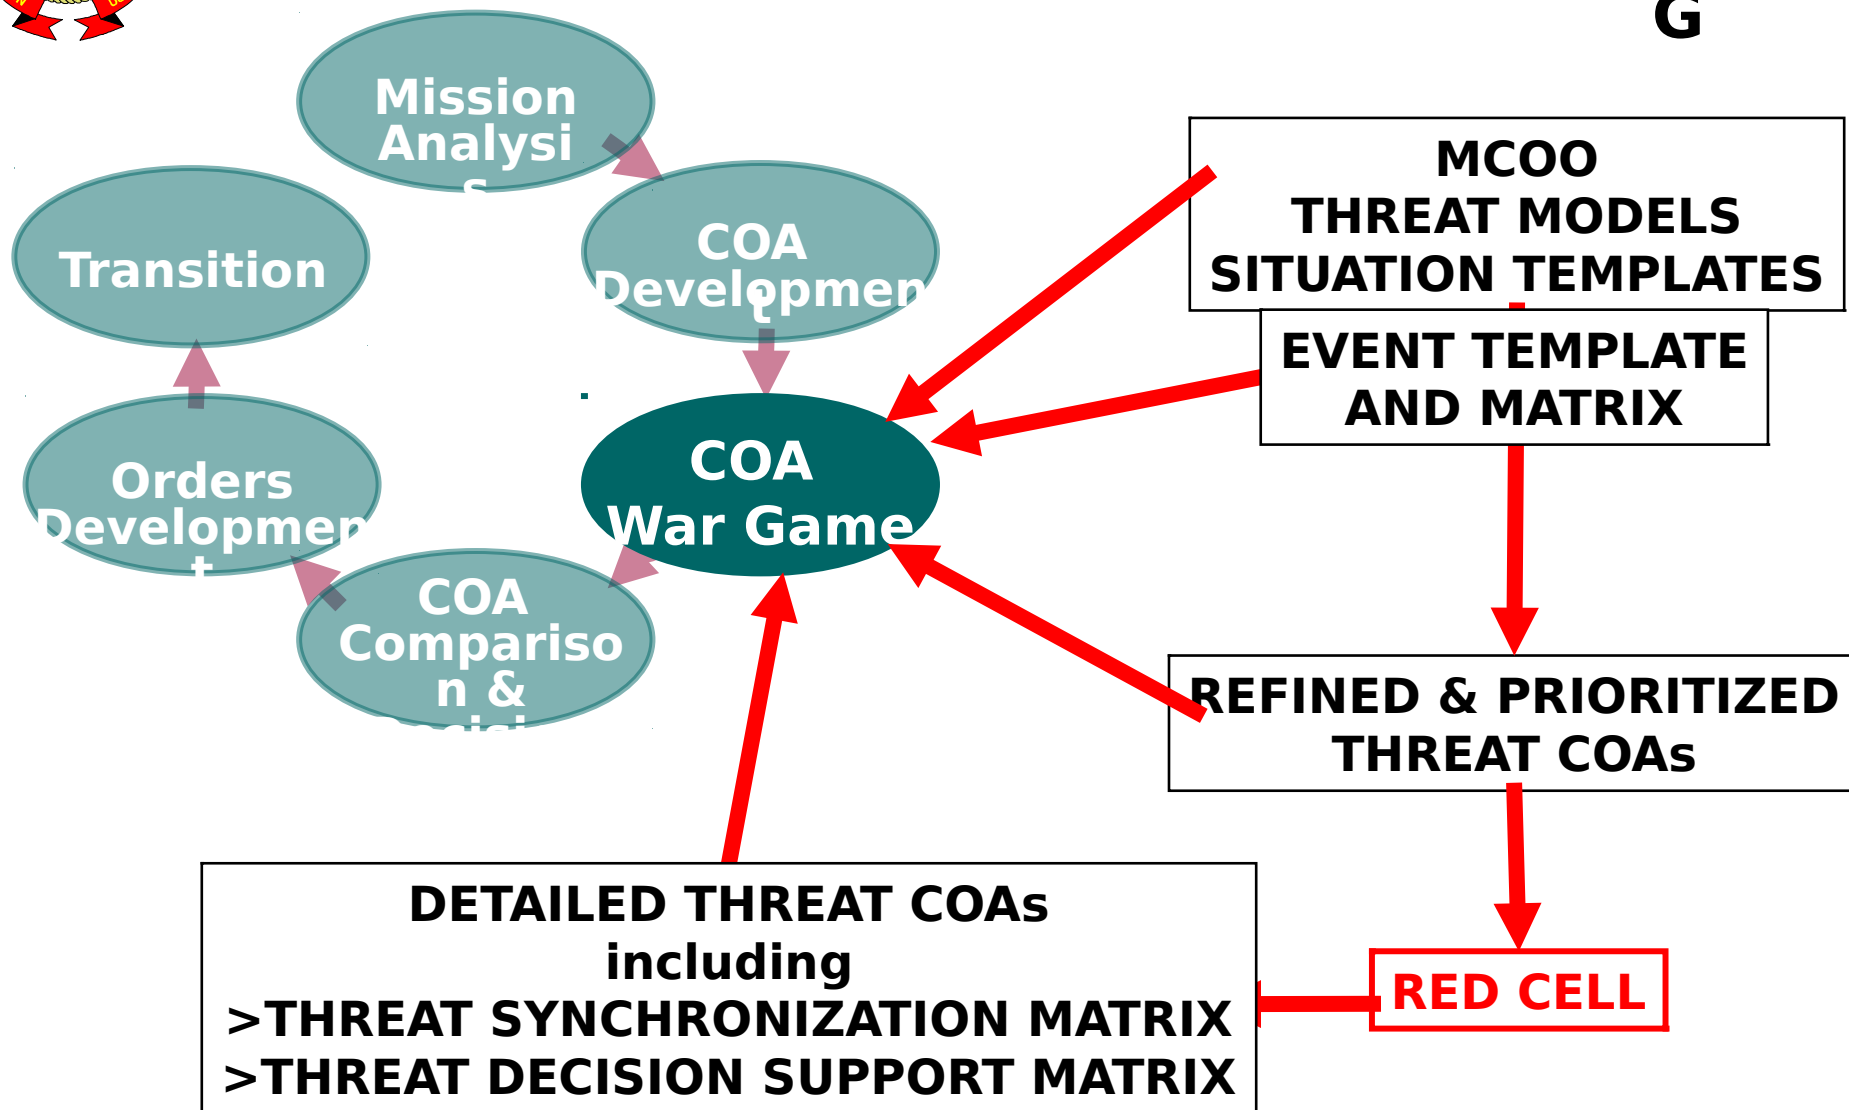 G
Mission
Analysi
s
MCOO
THREAT MODELS
SITUATION TEMPLATES
Transition
COA
Developmen
t
EVENT TEMPLATE
AND MATRIX
COA
War Game
Orders
Developmen
t
COA
Compariso
n &
REFINED & PRIORITIZED
THREAT COAs
DETAILED THREAT COAs
including
>THREAT SYNCHRONIZATION MATRIX
>THREAT DECISION SUPPORT MATRIX
RED CELL